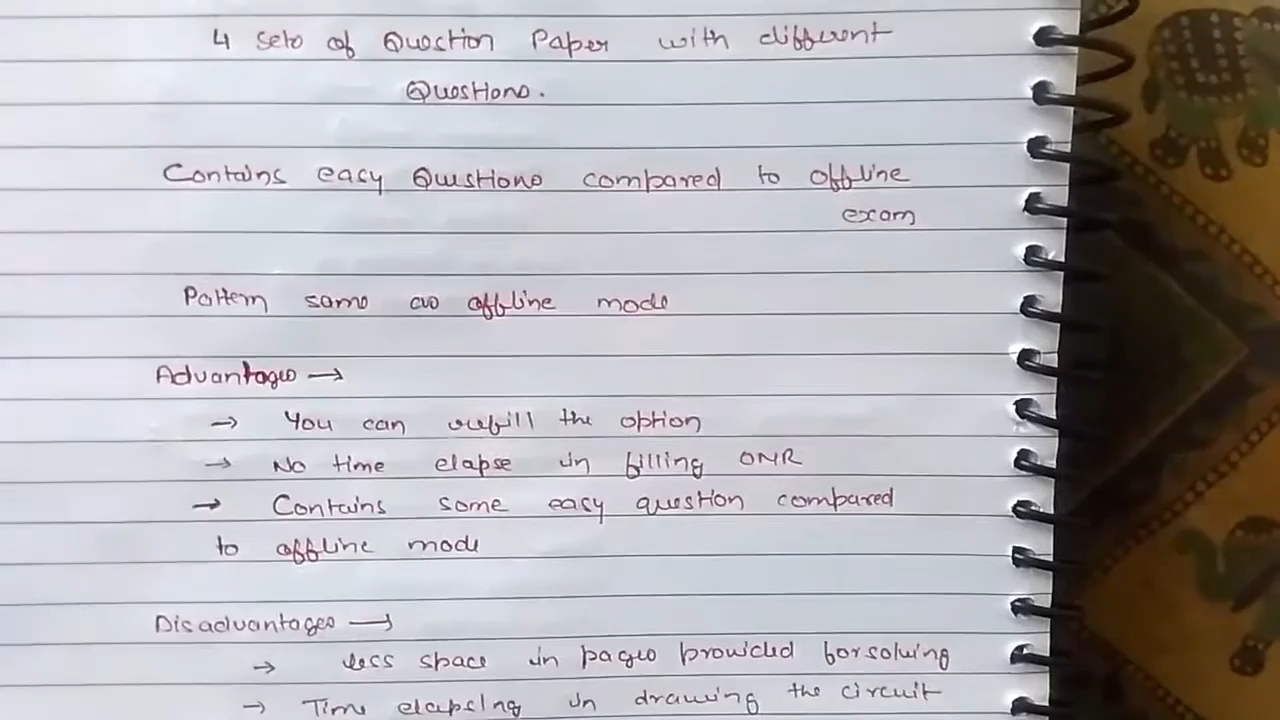 4 sets of Question Paper with different
Questions.
Contains easy Questions compared to offline
exam
Pattern same as offline mode
Advantages →
→ You can refill the option
→ No time elapse in filling OMR
→ Contains some easy question compared
to offline mode
Disadvantages →
→ less space in pages provided for solving
→ Time elapsing in drawing the circuit